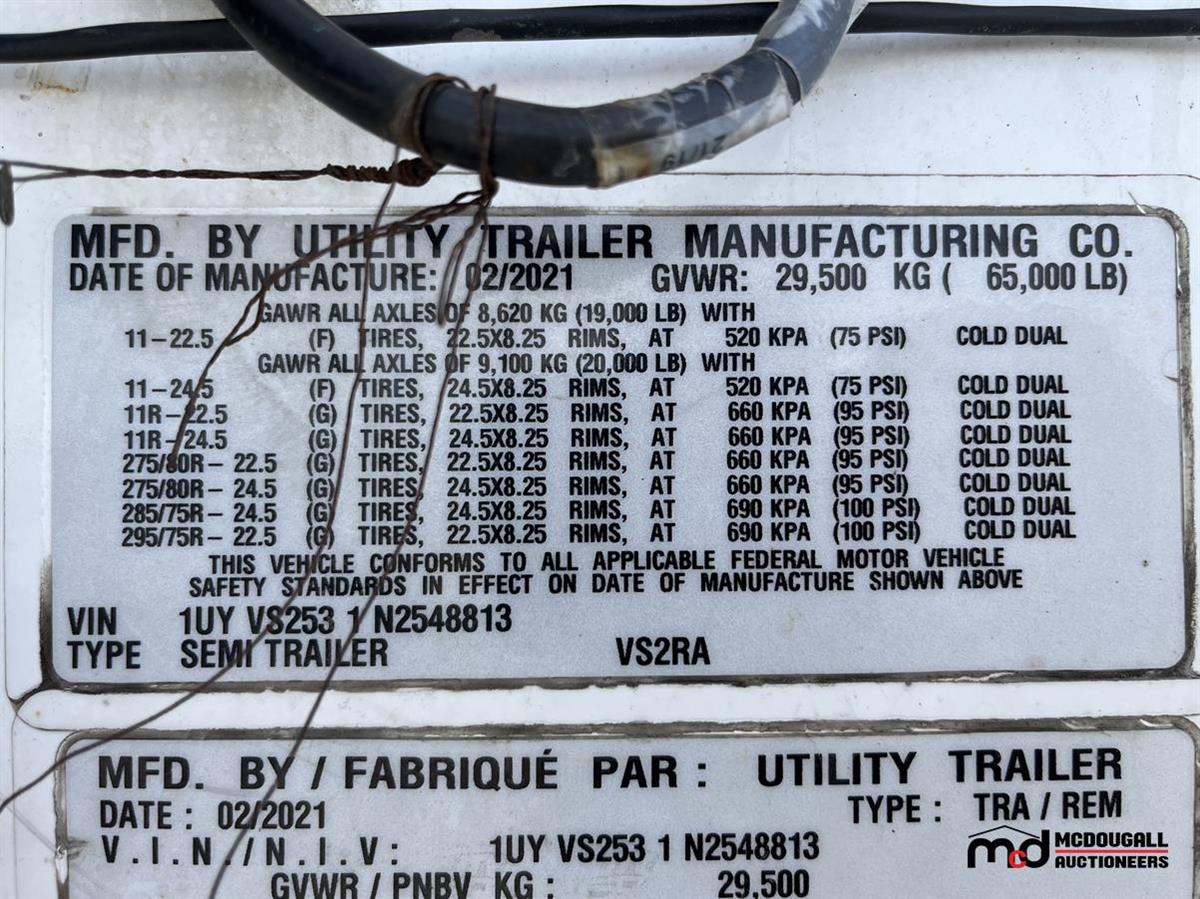 21/19
MFD. BY UTILITY TRAILER MANUFACTURING CO.
DATE OF MANUFACTURE: 02/2021 GVWR: 29,500 KG ( 65,000 LB)
GAWR ALL AXLES OF 8,620 KG (19,000 LB) WITH
11-22.5 (F) TIRES, 22.5X8.25 RIMS, AT 520 KPA (75 PSI) COLD DUAL
GAWR ALL AXLES OF 9,100 KG (20,000 LB) WITH
11-24.5 (F) TIRES, 24.5X8.25 RIMS, AT 520 KPA (75 PSI) COLD DUAL
11R-22.5 (G) TIRES, 22.5X8.25 RIMS, AT 660 KPA (95 PSI) COLD DUAL
11R-24.5 (G) TIRES, 24.5X8.25 RIMS, AT 660 KPA (95 PSI) COLD DUAL
275/80R- 22.5 (G) TIRES, 22.5X8.25 RIMS, AT 660 KPA (95 PSI) COLD DUAL
275/80R- 24.5 (G) TIRES, 24.5X8.25 RIMS, AT 660 KPA (95 PSI) COLD DUAL
285/75R- 24.5 (G) TIRES, 24.5X8.25 RIMS, AT 690 KPA (100 PSI) COLD DUAL
295/75R- 22.5 (G) TIRES, 22.5X8.25 RIMS, AT 690 KPA (100 PSI) COLD DUAL
THIS VEHICLE CONFORMS TO ALL APPLICABLE FEDERAL MOTOR VEHICLE
SAFETY STANDARDS IN EFFECT ON DATE OF MANUFACTURE SHOWN ABOVE
VIN 1UY VS253 1 N2548813
TYPE SEMI TRAILER VS2RA
MFD. BY / FABRIQUÉ PAR : UTILITY TRAILER
DATE : 02/2021 TYPE : TRA / REM
V.I.N./N.I.V: 1UY VS253 1 N2548813
GVWR / PNBV KG : 29,500
mcd MCDOUGALL
AUCTIONEERS